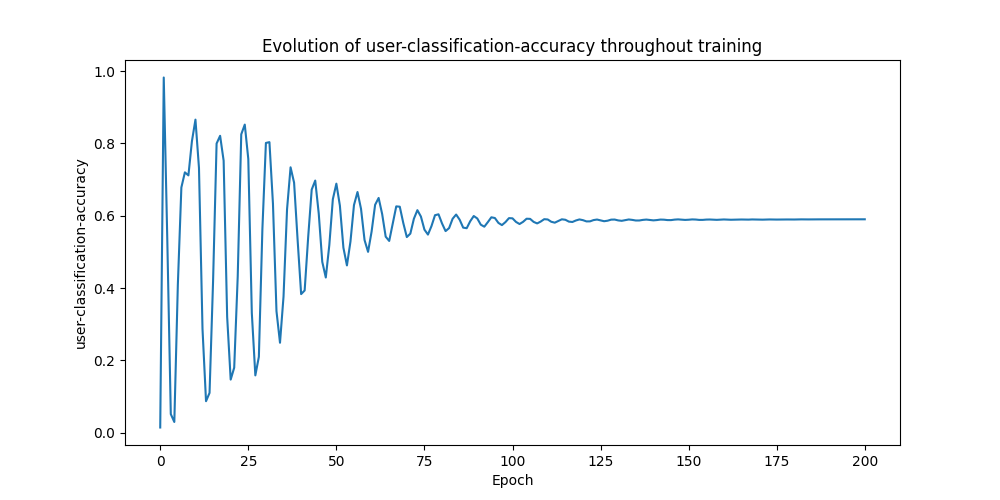 Evolution of user-classification-accuracy throughout training
1.0
0.8
0.6
0.4
0.2
0.0
user-classification-accuracy
0 25 50 75 100 125 150 175 200
Epoch